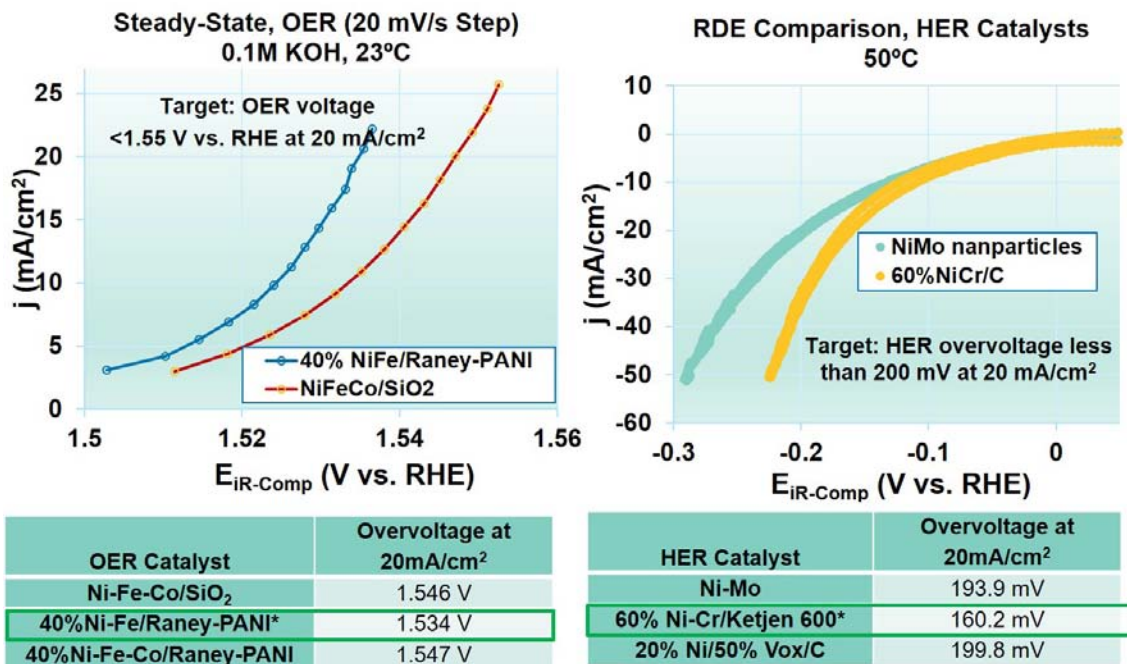 Steady-State, OER (20 mV/s Step)
0.1M KOH, 23ºC
Target: OER voltage
<1.55 V vs. RHE at 20 mA/cm²
25
20
15
10
5
0
j (mA/cm²)
40% NiFe/Raney-PANI
NiFeCo/SiO2
1.5
1.52
1.54
1.56
E iR-Comp (V vs. RHE)
RDE Comparison, HER Catalysts
50ºC
10
0
-10
-20
-30
-40
-50
-60
j (mA/cm²)
NiMo nanparticles
60%NiCr/C
Target: HER overvoltage less
than 200 mV at 20 mA/cm²
-0.3
-0.2
-0.1
0
E iR-Comp (V vs. RHE)
OER Catalyst Overvoltage at 20mA/cm²
Ni-Fe-Co/SiO₂ 1.546 V
40%Ni-Fe/Raney-PANI* 1.534 V
40%Ni-Fe-Co/Raney-PANI 1.547 V
HER Catalyst Overvoltage at 20mA/cm²
Ni-Mo 193.9 mV
60% Ni-Cr/Ketjen 600* 160.2 mV
20% Ni/50% Vox/C 199.8 mV